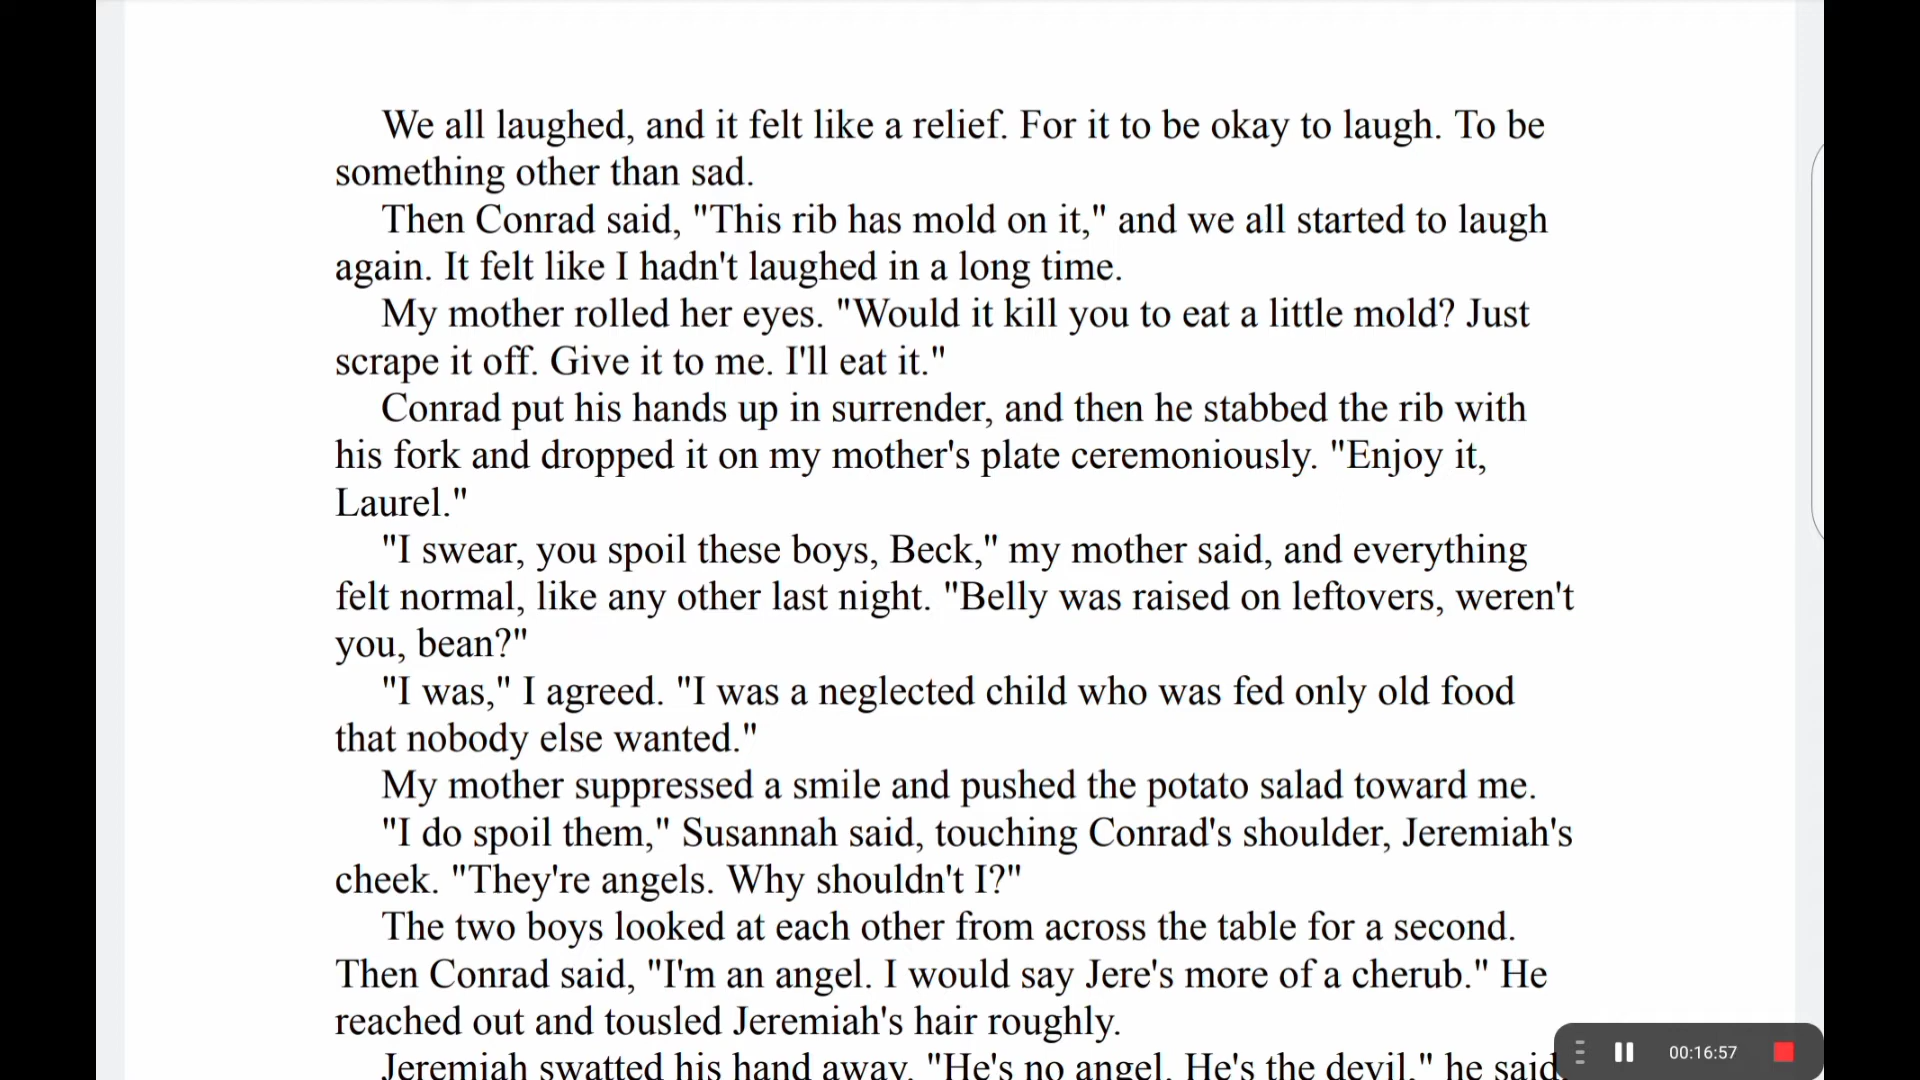 We all laughed, and it felt like a relief. For it to be okay to laugh. To be
something other than sad.
Then Conrad said, "This rib has mold on it," and we all started to laugh
again. It felt like I hadn't laughed in a long time.
My mother rolled her eyes. "Would it kill you to eat a little mold? Just
scrape it off. Give it to me. I'll eat it."
Conrad put his hands up in surrender, and then he stabbed the rib with
his fork and dropped it on my mother's plate ceremoniously. "Enjoy it,
Laurel."
"I swear, you spoil these boys, Beck," my mother said, and everything
felt normal, like any other last night. "Belly was raised on leftovers, weren't
you, bean?"
"I was," I agreed. "I was a neglected child who was fed only old food
that nobody else wanted."
My mother suppressed a smile and pushed the potato salad toward me.
"I do spoil them," Susannah said, touching Conrad's shoulder, Jeremiah's
cheek. "They're angels. Why shouldn't I?"
The two boys looked at each other from across the table for a second.
Then Conrad said, "I'm an angel. I would say Jere's more of a cherub." He
reached out and tousled Jeremiah's hair roughly.
Jeremiah swatted his hand away. "He's no angel. He's the devil," he said.
00:16:57